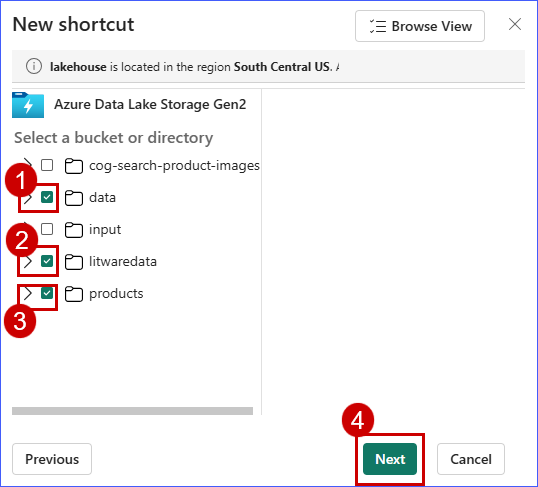 New shortcut
Browse View
lakehouse is located in the region South Central US.
Azure Data Lake Storage Gen2
Select a bucket or directory
cog-search-product-images
1
data
input
2
litwaredata
products
3
4
Previous
Next
Cancel